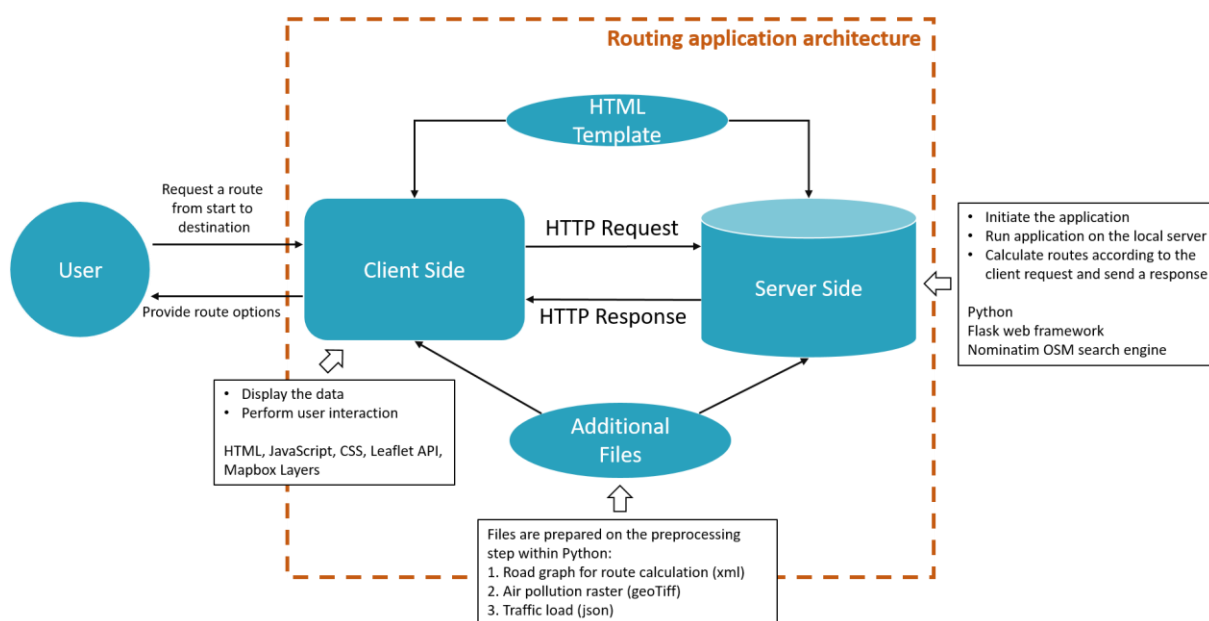 Routing application architecture
HTML
Template
Request a route
from start to
destination
User
Provide route options
Client Side
HTTP Request
HTTP Response
Server Side
• Initiate the application
• Run application on the local server
• Calculate routes according to the
client request and send a response
Python
Flask web framework
Nominatim OSM search engine
• Display the data
• Perform user interaction
HTML, JavaScript, CSS, Leaflet API,
Mapbox Layers
Additional
Files
Files are prepared on the preprocessing
step within Python:
1. Road graph for route calculation (xml)
2. Air pollution raster (geoTiff)
3. Traffic load (json)